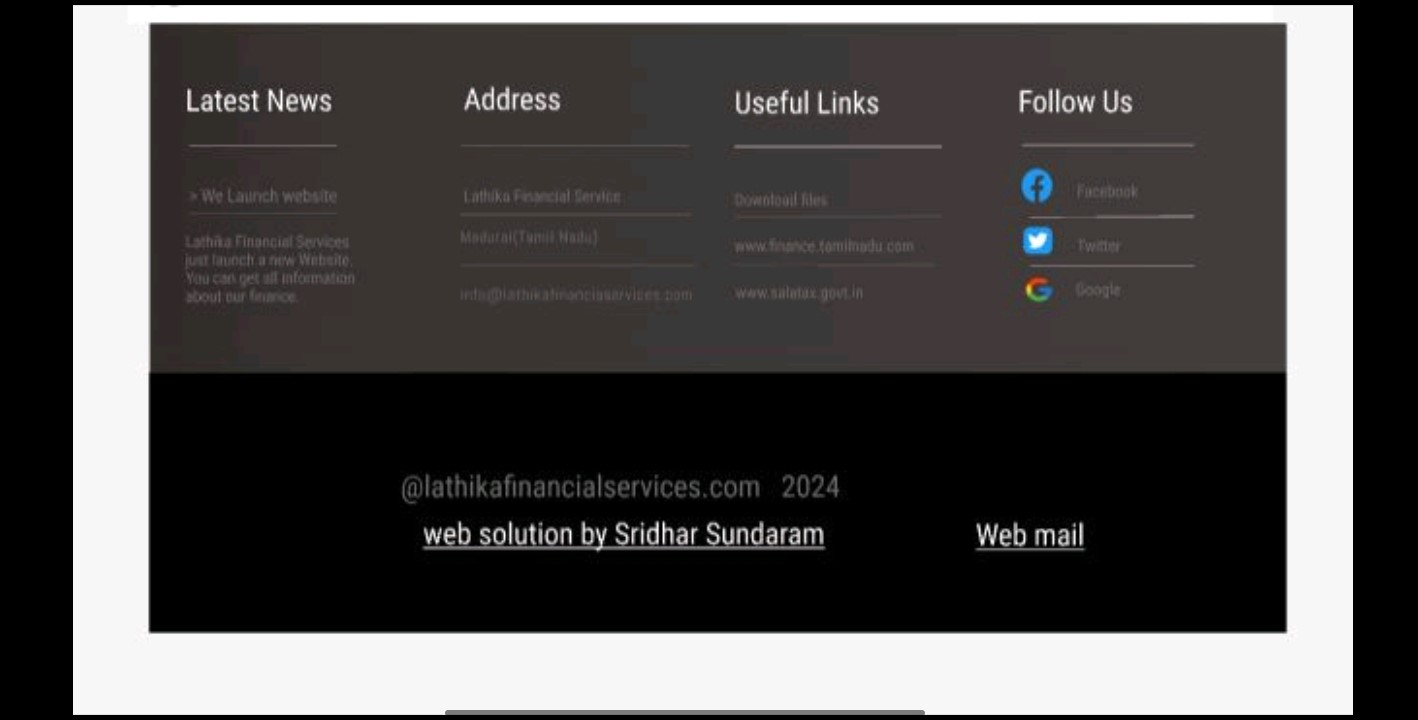 Latest News
> We Launch website
Lathika Financial Services
just launch a new Website.
You can get all information
about our finance.
Address
Lathika Financial Service
Madurai(Tamil Nadu)
info@lathikafinanciaservices.com
Useful Links
Download files
www.finance.tamilnadu.com
www.salatax.govt.in
Follow Us
Facebook
Twitter
Google
@lathikafinancialservices.com 2024
web solution by Sridhar Sundaram
Web mail